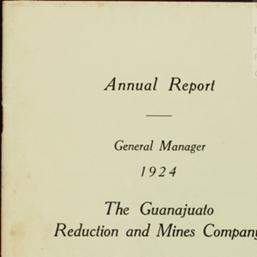 Annual Report
General Manager
1924
The Guanajuato
Reduction and Mines Company